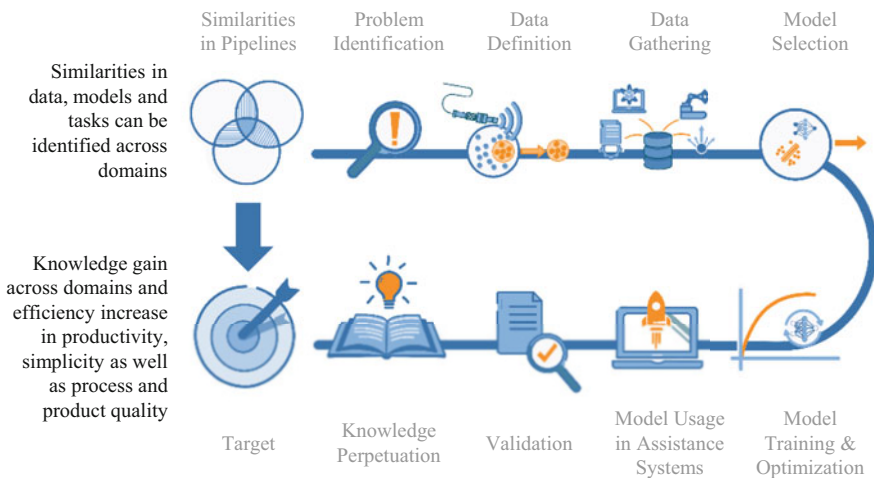 Similarities
in Pipelines
Problem
Identification
Data
Definition
Data
Gathering
Model
Selection
Similarities in
data, models and
tasks can be
identified across
domains
Knowledge gain
across domains and
efficiency increase
in productivity,
simplicity as well
as process and
product quality
Target
Knowledge
Perpetuation
Validation
Model Usage
in Assistance
Systems
Model
Training &
Optimization